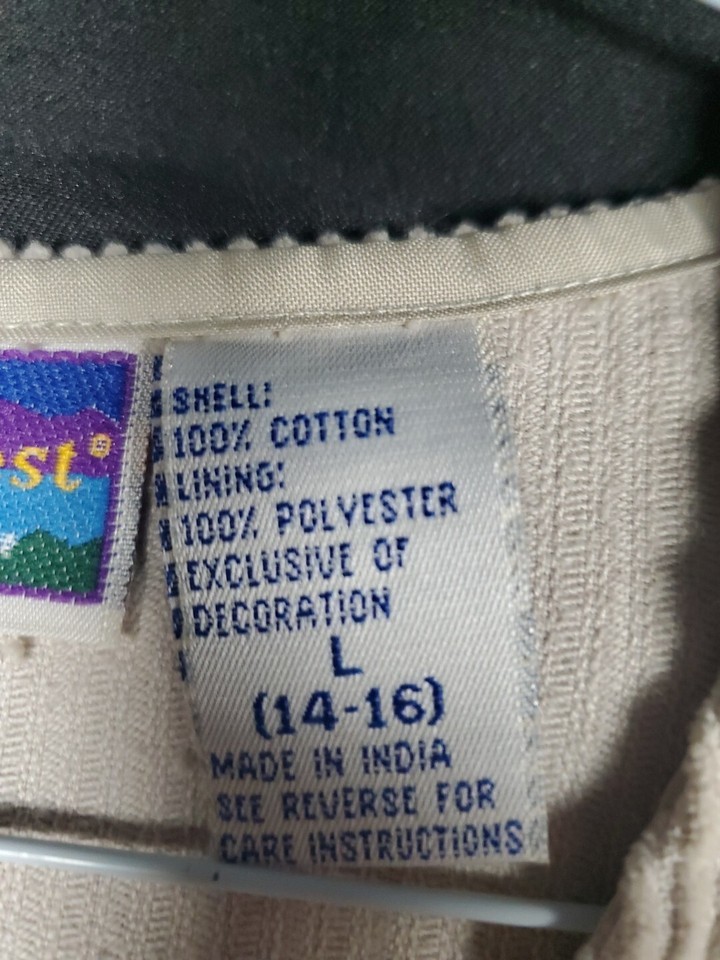 est®
SHELL:
100% COTTON
LINING:
100% POLYESTER
EXCLUSIVE OF
DECORATION
L
(14-16)
MADE IN INDIA
SEE REVERSE FOR
CARE INSTRUCTIONS